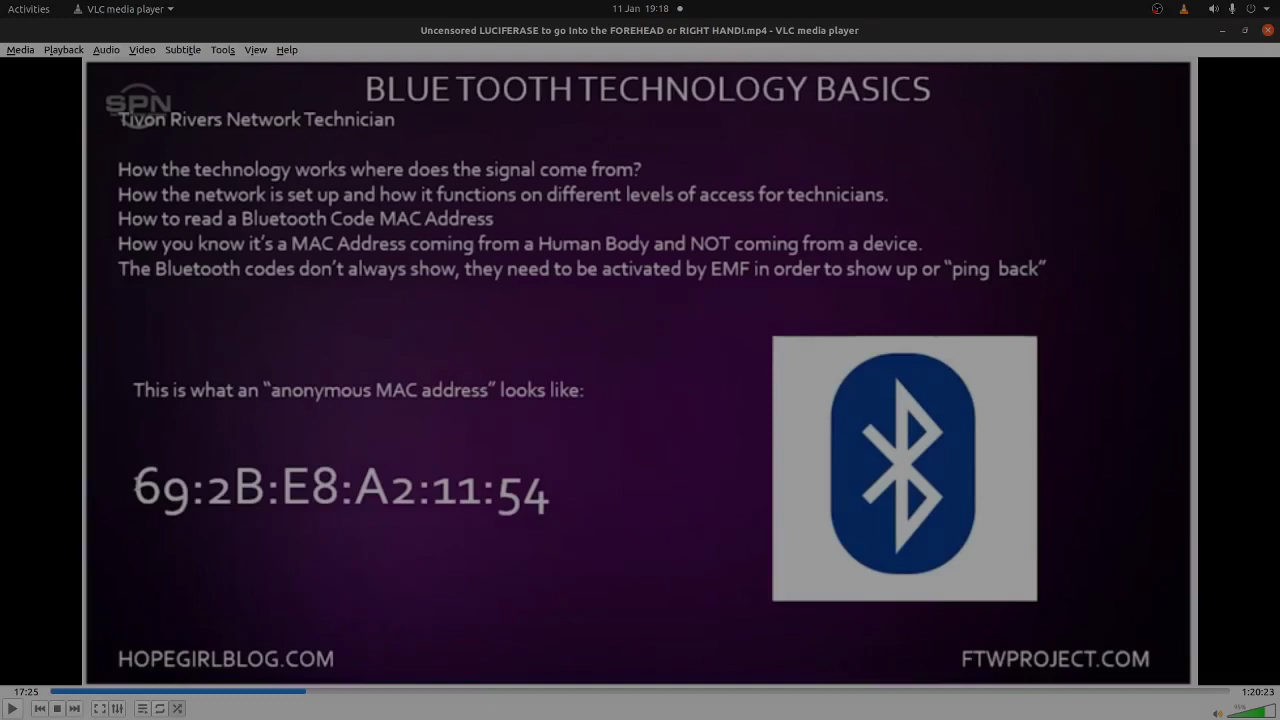 Activities
VLC media player
11 Jan 19:18
Uncensored LUCIFERASE to go Into the FOREHEAD or RIGHT HAND!.mp4 - VLC media player
Media Playback Audio Video Subtitle Tools View Help
BLUE TOOTH TECHNOLOGY BASICS
SPN
Tivon Rivers Network Technician
How the technology works where does the signal come from?
How the network is set up and how it functions on different levels of access for technicians.
How to read a Bluetooth Code MAC Address
How you know it's a MAC Address coming from a Human Body and NOT coming from a device.
The Bluetooth codes don't always show, they need to be activated by EMF in order to show up or "ping back"
This is what an "anonymous MAC address" looks like:
69:2B:E8:A2:11:54
HOPEGIRLBLOG.COM
FTWPROJECT.COM
17:25
1:20:23
95%